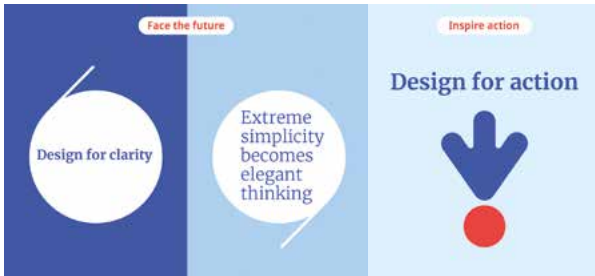 Face the future
Design for clarity
Extreme
simplicity
becomes
elegant
thinking
Inspire action
Design for action